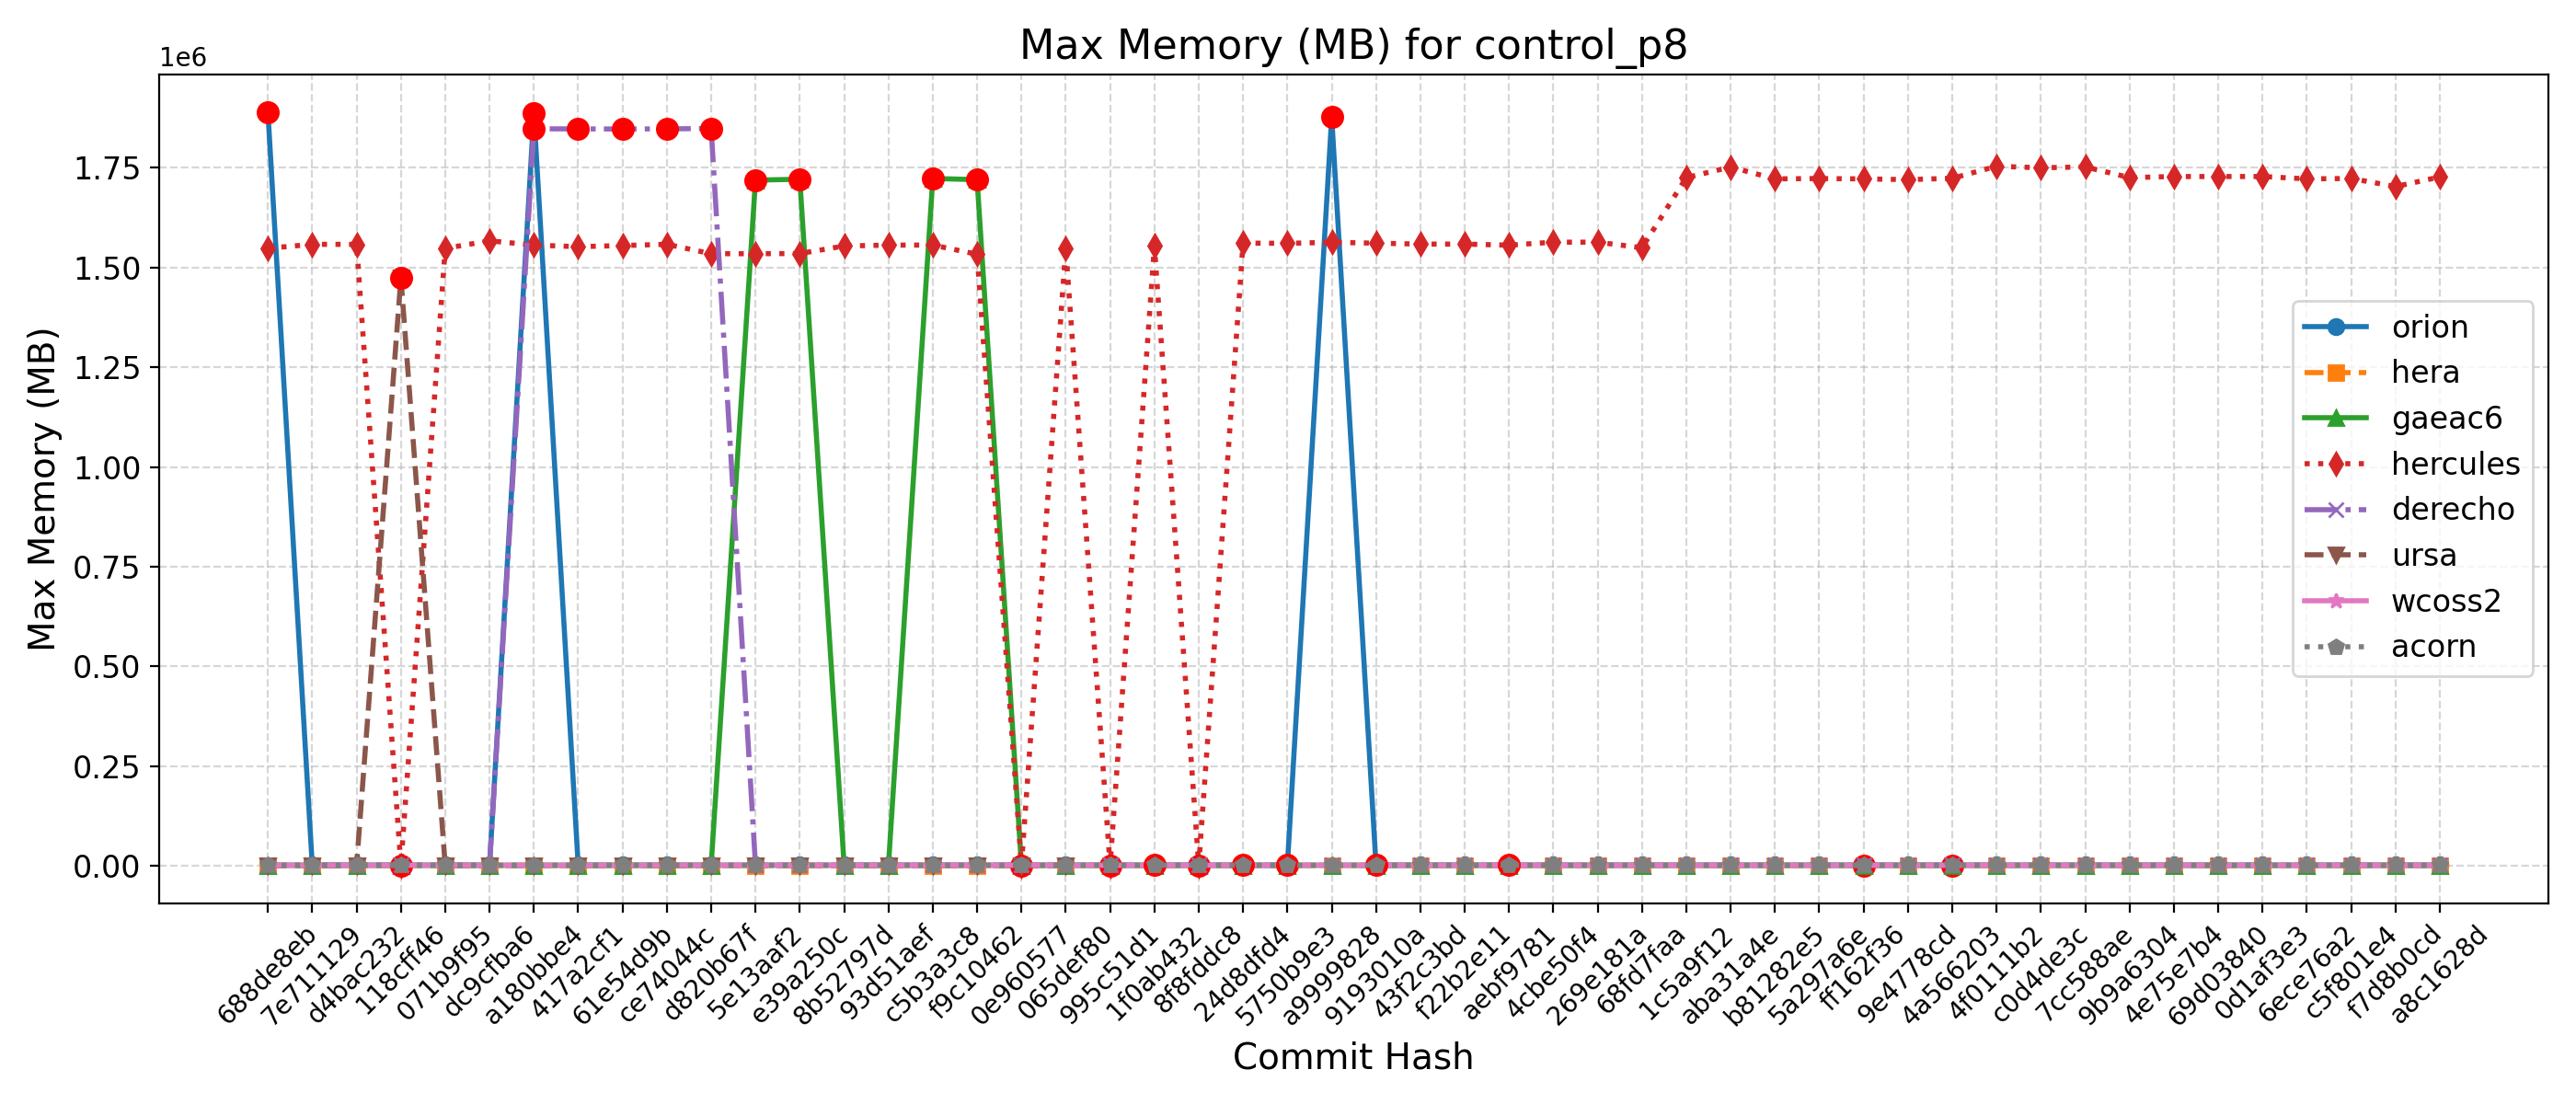 Max Memory (MB) for control_p8
1e6
1.75
1.50
1.25
1.00
0.75
0.50
0.25
0.00
Max Memory (MB)
orion
hera
gaeac6
hercules
derecho
ursa
wcoss2
acorn
688de8eb
7e711129
d4bac232
118cff46
071b9f95
dc9cfba6
a180bbe4
417a2cf1
61e54d9b
ce74044c
d820b67f
5e13aaf2
e39a250c
8b52797d
93d51aef
c5b3a3c8
f9c10462
0e960577
065def80
995c51d1
1f0ab432
8f8fddc8
24d8dfd4
5750b9e3
a9999828
9193010a
43f2c3bd
f22b2e11
aebf9781
4cbe50f4
269e181a
68fd7faa
1c5a9f12
aba31a4e
b81282e5
5a297a6e
ff162f36
9e4778cd
4a566203
4f0111b2
c0d4de3c
7cc588ae
9b9a6304
4e75e7b4
69d03840
0d1af3e3
6ece76a2
c5f801e4
f7d8b0cd
a8c1628d
Commit Hash